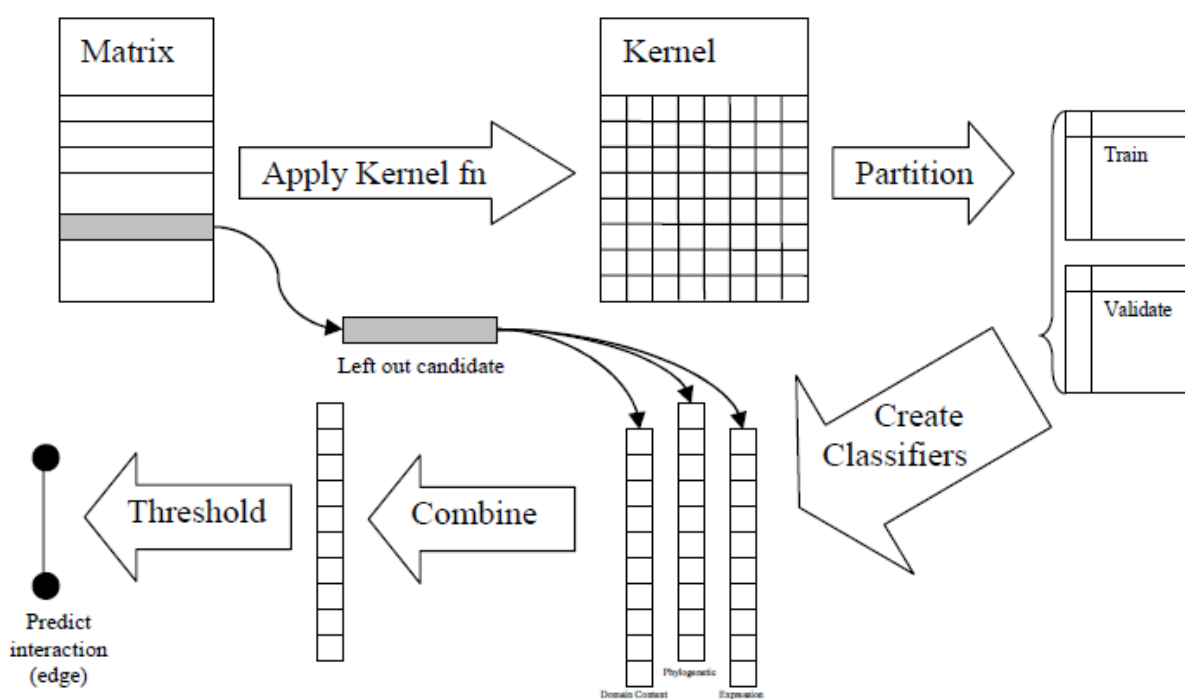 Matrix
Kernel
Apply Kernel fn
Partition
Train
Validate
Left out candidate
Create
Classifiers
Combine
Threshold
Predict
interaction
(edge)
Phylogenetic
Domain Content
Expression